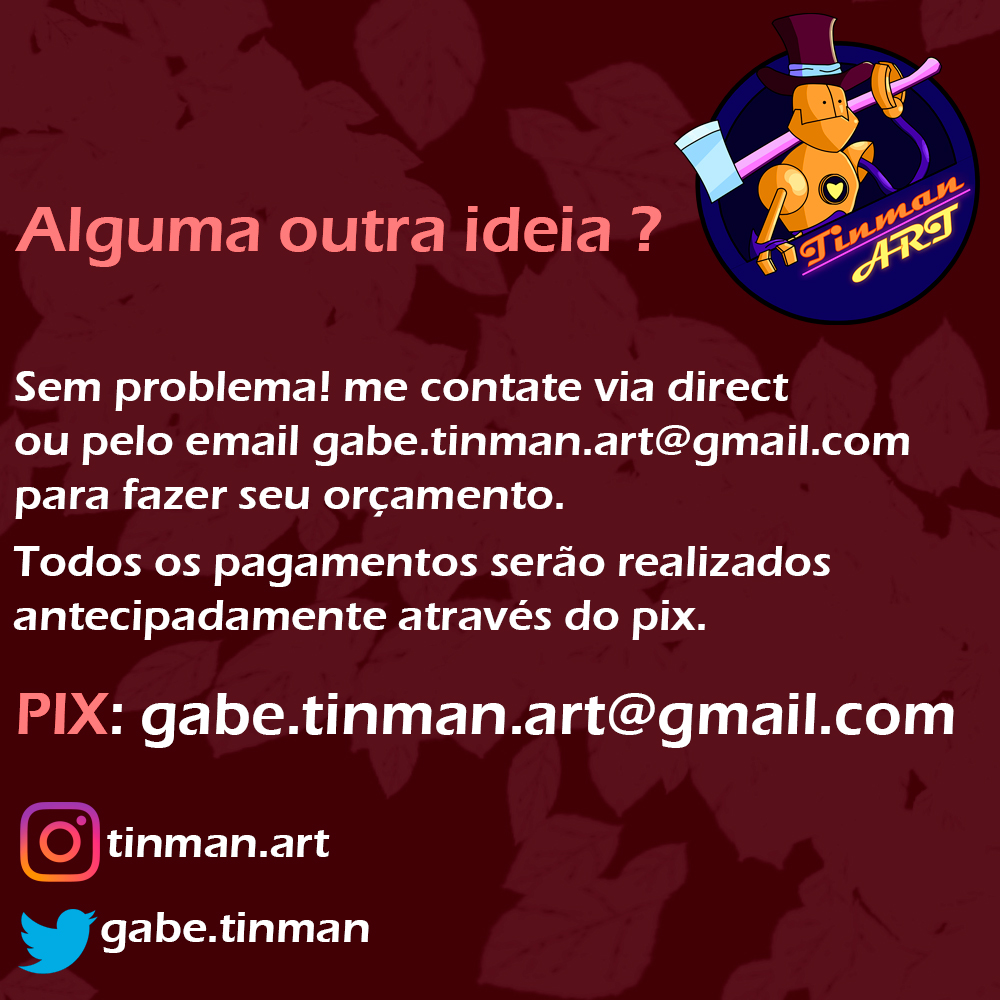 Tinman
ART
Alguma outra ideia ?
Sem problema! me contate via direct
ou pelo email gabe.tinman.art@gmail.com
para fazer seu orçamento.
Todos os pagamentos serão realizados
antecipadamente através do pix.
PIX: gabe.tinman.art@gmail.com
tinman.art
gabe.tinman